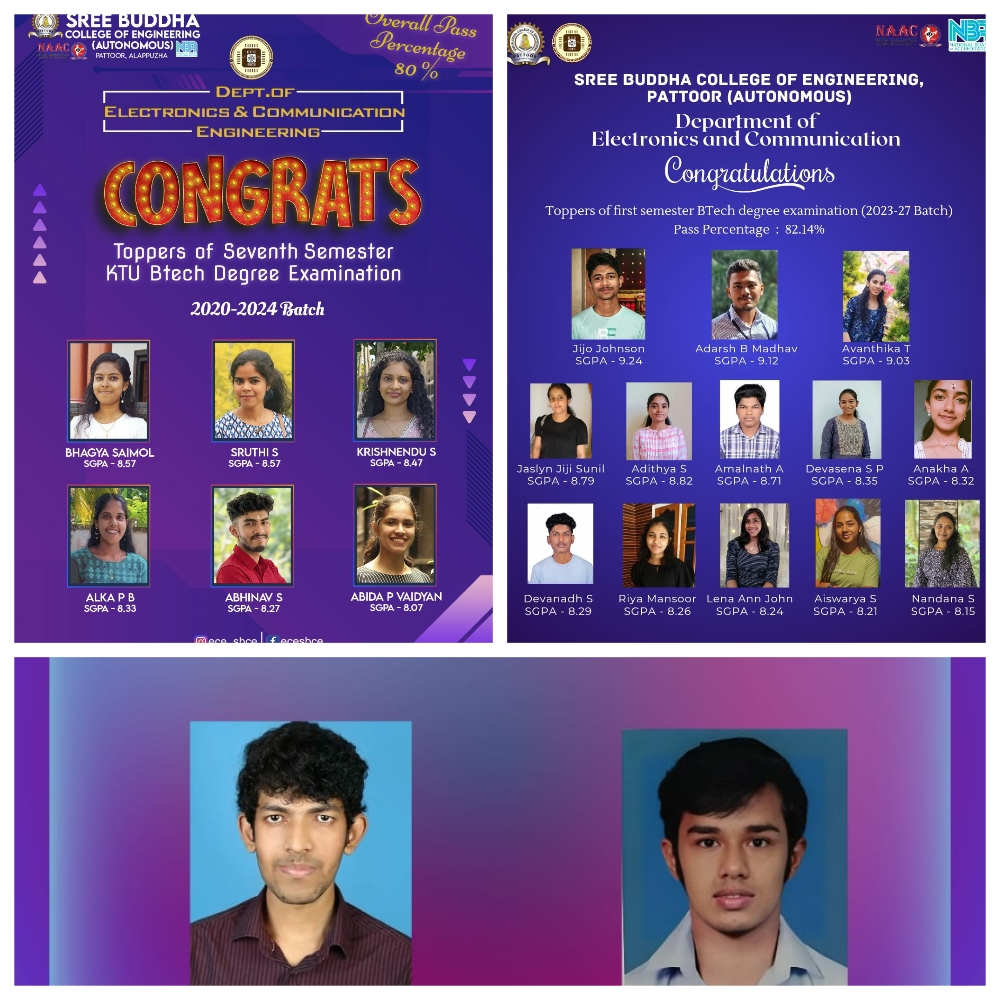 SREE BUDDHA
COLLEGE OF ENGINEERING
(AUTONOMOUS)
PATTOOR, ALAPPUZHA
NAAC
NBA
Overall Pass
Percentage
80 %
DEPT.OF
ELECTRONICS & COMMUNICATION
ENGINEERING
CONGRATS
Toppers of Seventh Semester
KTU Btech Degree Examination
2020-2024 Batch
BHAGYA SAIMOL
SGPA - 8.57
SRUTHI S
SGPA - 8.57
KRISHNENDU S
SGPA - 8.47
ALKA P B
SGPA - 8.33
ABHINAV S
SGPA - 8.27
ABIDA P VAIDYAN
SGPA - 8.07
ece_sbce | eceshce
NAAC
NBA
SREE BUDDHA COLLEGE OF ENGINEERING,
PATTOOR (AUTONOMOUS)
Department of
Electronics and Communication
Congratulations
Toppers of first semester BTech degree examination (2023-27 Batch)
Pass Percentage : 82.14%
Jijo Johnson
SGPA - 9.24
Adarsh B Madhav
SGPA - 9.12
Avanthika T
SGPA - 9.03
Jaslyn Jiji Sunil
SGPA - 8.79
Adithya S
SGPA - 8.82
Amalnath A
SGPA - 8.71
Devasena S P
SGPA - 8.35
Anakha A
SGPA - 8.32
Devanadh S
SGPA - 8.29
Riya Mansoor
SGPA - 8.26
Lena Ann John
SGPA - 8.24
Aiswarya S
SGPA - 8.21
Nandana S
SGPA - 8.15